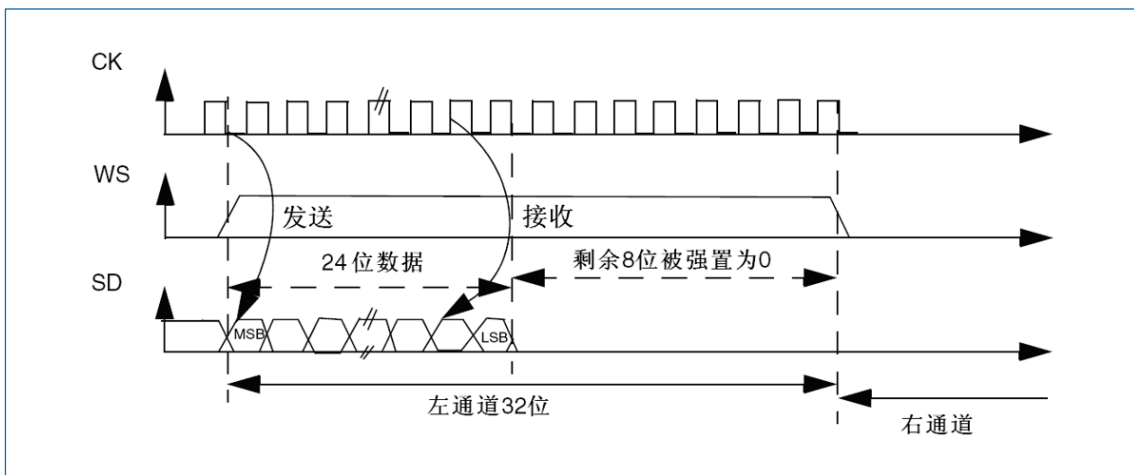 CK
WS
发送
接收
24位数据
剩余8位被强置为0
SD
MSB
LSB
左通道32位
右通道